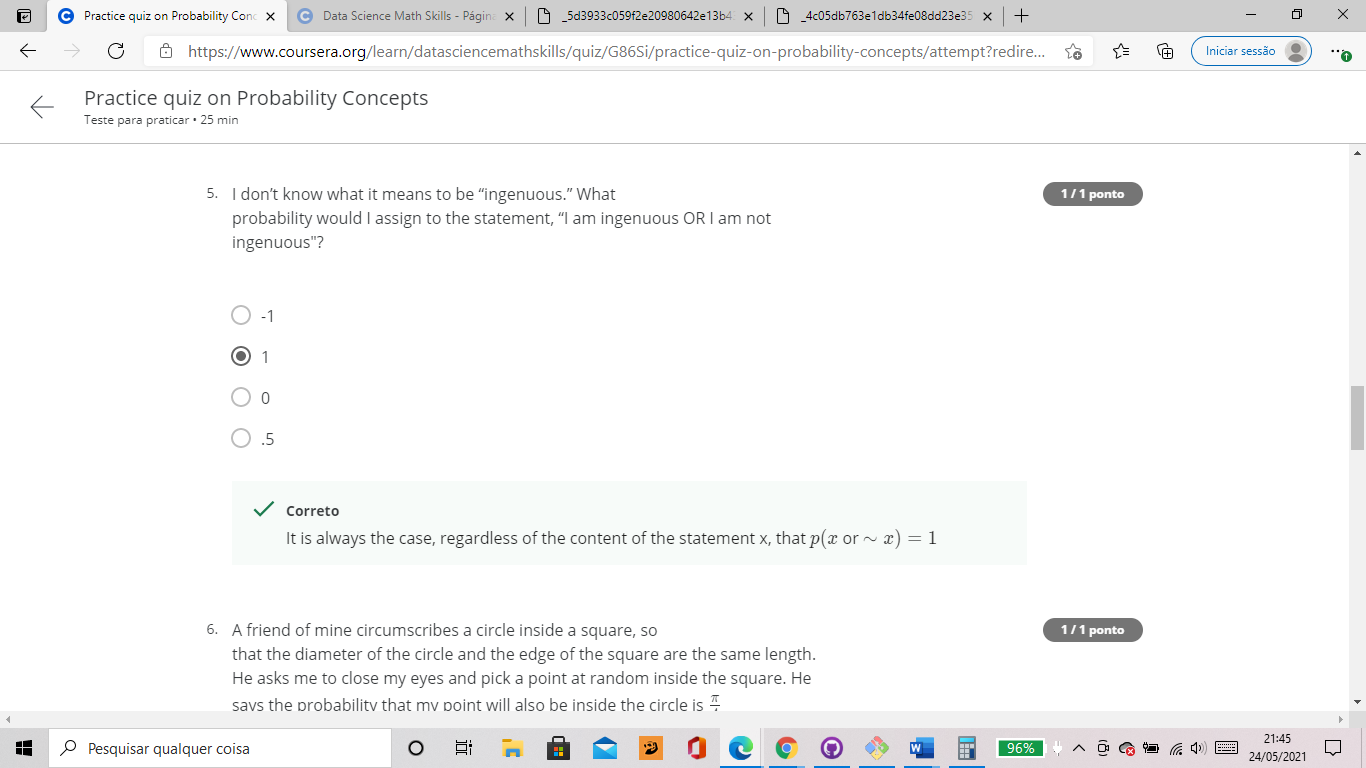 Practice quiz on Probability Conc
Data Science Math Skills - Págin
_5d3933c059f2e20980642e13b4
_4c05db763e1db34fe08dd23e35
https://www.coursera.org/learn/datasciencemathskills/quiz/G86Si/practice-quiz-on-probability-concepts/attempt?redire...
Iniciar sessão
Practice quiz on Probability Concepts
Teste para praticar • 25 min
5. I don’t know what it means to be “ingenuous.” What
probability would I assign to the statement, “I am ingenuous OR I am not
ingenuous"?
1 / 1 ponto
-1
1
0
.5
Correto
It is always the case, regardless of the content of the statement x, that p(x or ∼ x) = 1
6. A friend of mine circumscribes a circle inside a square, so
that the diameter of the circle and the edge of the square are the same length.
He asks me to close my eyes and pick a point at random inside the square. He
says the probability that my point will also be inside the circle is π
1 / 1 ponto
Pesquisar qualquer coisa
96%
21:45
24/05/2021